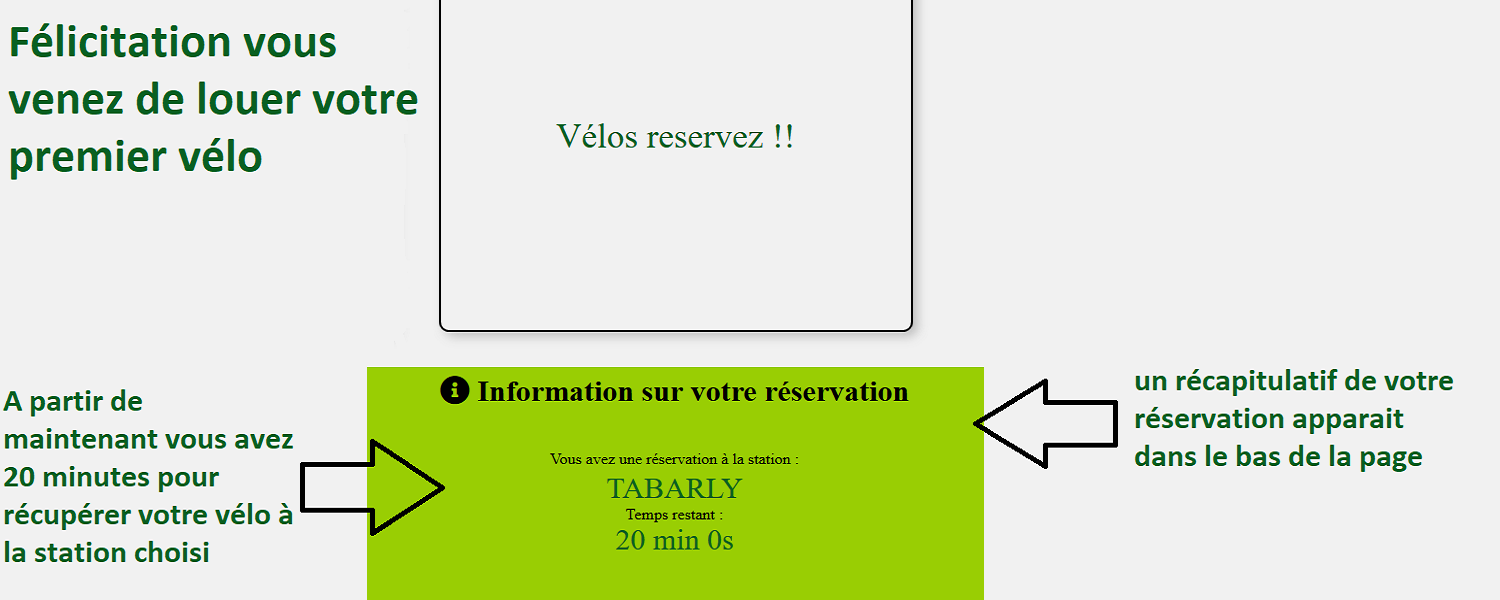 Félicitation vous
venez de louer votre
premier vélo
Vélos reservez !!
A partir de
maintenant vous avez
20 minutes pour
récupérer votre vélo à
la station choisi
Information sur votre réservation
Vous avez une réservation à la station :
TABARLY
Temps restant :
20 min 0s
un récapitulatif de votre
réservation apparait
dans le bas de la page